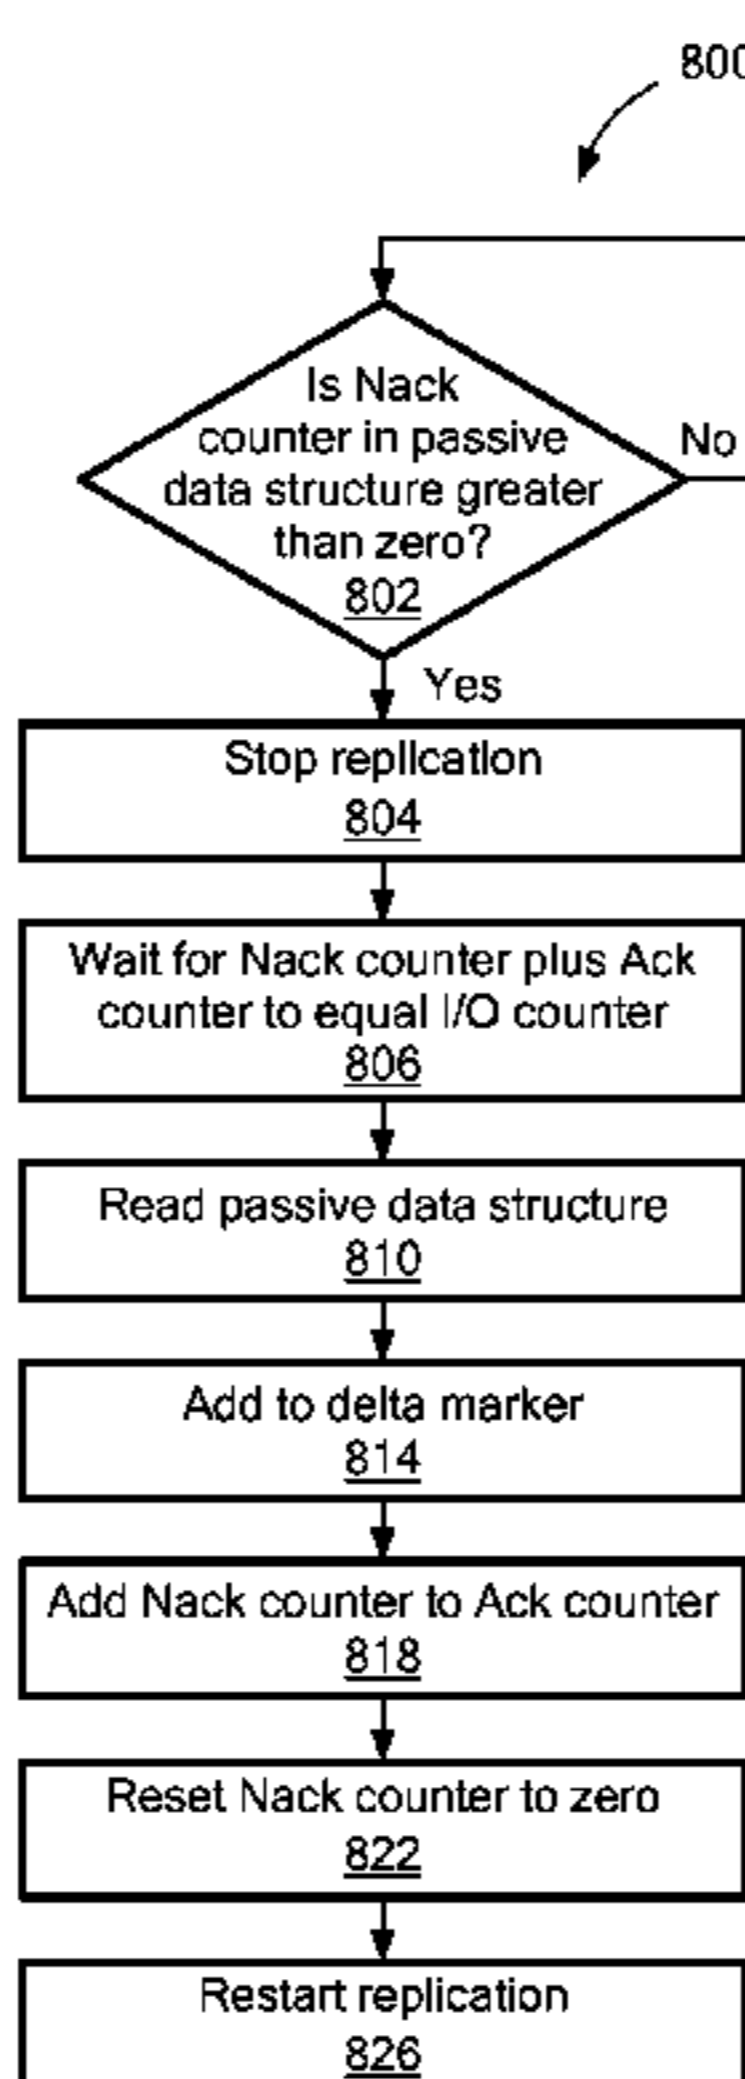 800
Is Nack
counter in passive
data structure greater
than zero?
802
No
Yes
Stop replication
804
Wait for Nack counter plus Ack
counter to equal I/O counter
806
Read passive data structure
810
Add to delta marker
814
Add Nack counter to Ack counter
818
Reset Nack counter to zero
822
Restart replication
826